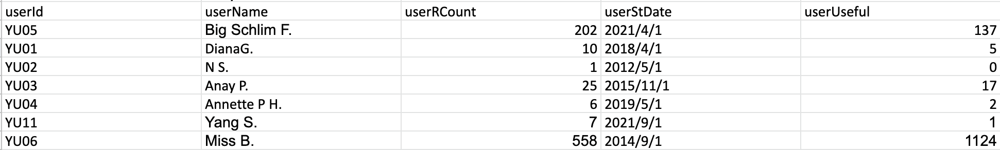 userId userName userRCount userStDate userUseful
YU05 Big Schlim F. 202 2021/4/1 137
YU01 DianaG. 10 2018/4/1 5
YU02 N S. 1 2012/5/1 0
YU03 Anay P. 25 2015/11/1 17
YU04 Annette P H. 6 2019/5/1 2
YU11 Yang S. 7 2021/9/1 1
YU06 Miss B. 558 2014/9/1 1124